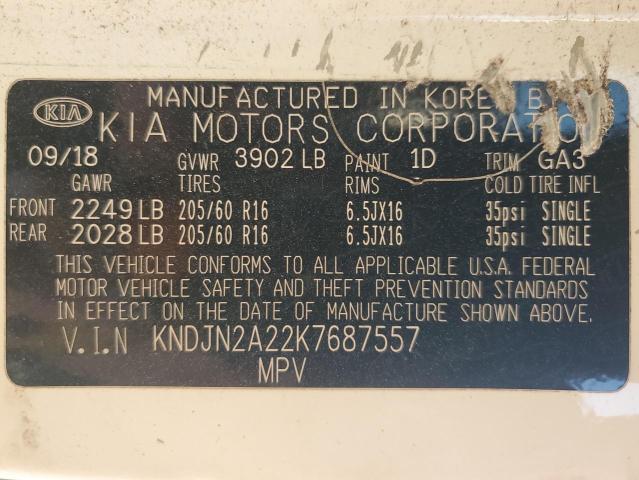 MANUFACTURED IN KOREA B
KIA KIA MOTORS CORPORATION
09/18 GVWR 3902 LB PAINT 1D TRIM GA3
GAWR TIRES RIMS COLD TIRE INFL
FRONT 2249 LB 205/60 R16 6.5JX16 35psi SINGLE
REAR 2028 LB 205/60 R16 6.5JX16 35psi SINGLE
THIS VEHICLE CONFORMS TO ALL APPLICABLE U.S.A. FEDERAL
MOTOR VEHICLE SAFETY AND THEFT PREVENTION STANDARDS
IN EFFECT ON THE DATE OF MANUFACTURE SHOWN ABOVE.
V.I.N KNDJN2A22K7687557
MPV